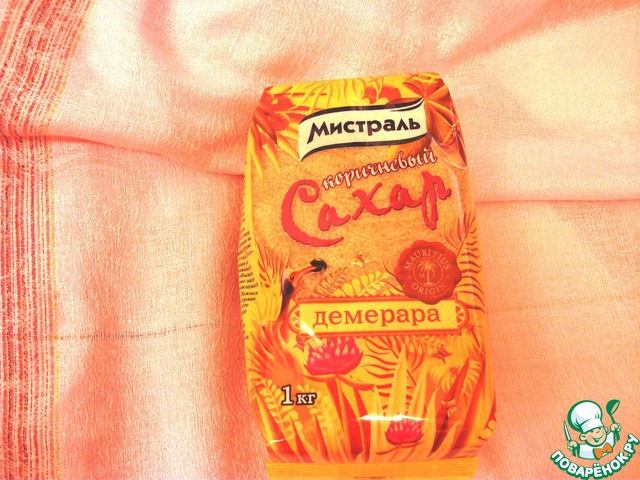 Мистраль
коричневый
Сахар
MAURITIUS
ORIGIN
демерара
1 кг
ПОВАРЁНОК.РУ